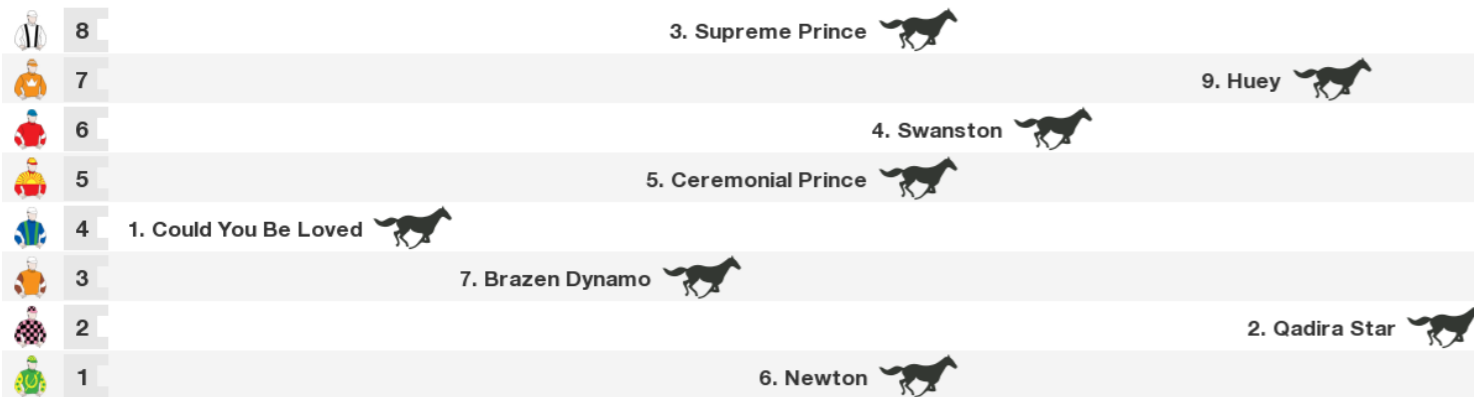 8 3. Supreme Prince
7 9. Huey
6 4. Swanston
5 5. Ceremonial Prince
4 1. Could You Be Loved
3 7. Brazen Dynamo
2 2. Qadira Star
1 6. Newton